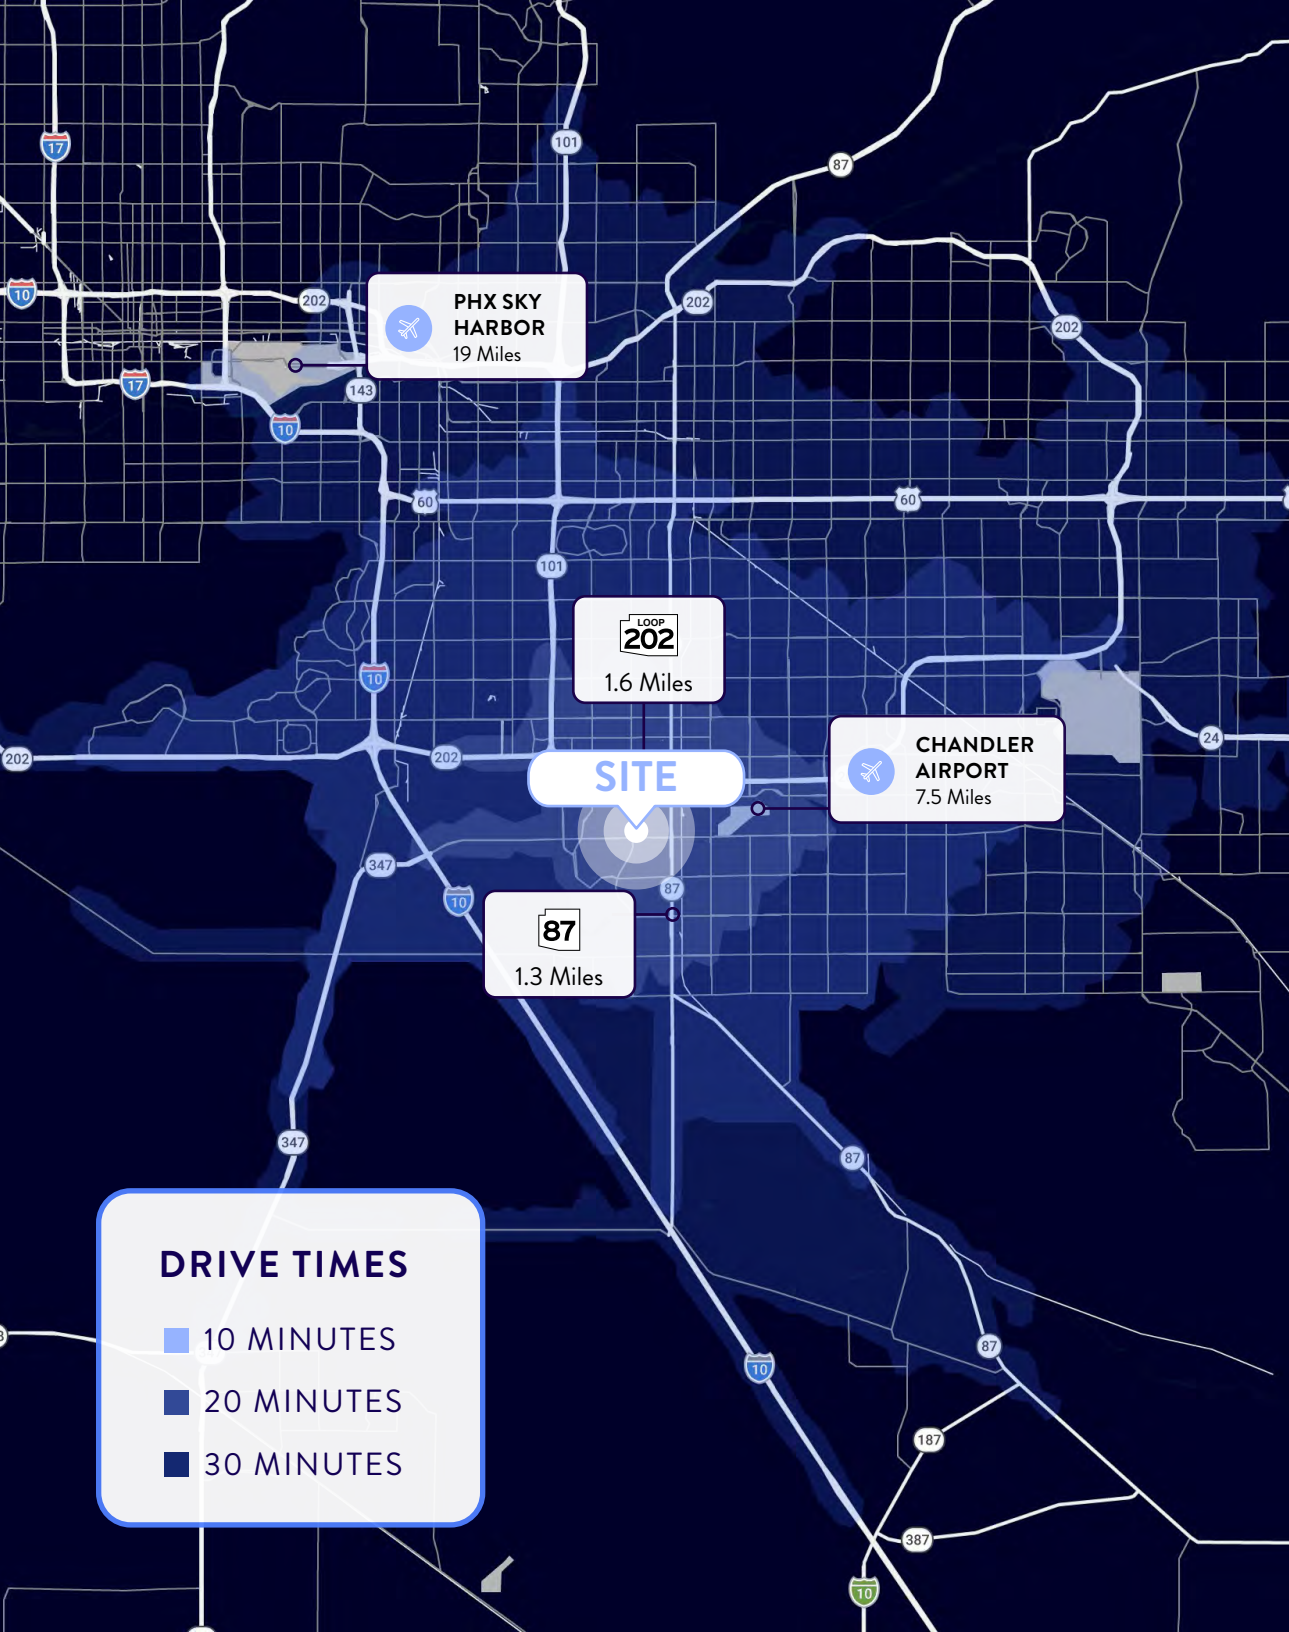 17
101
87
10
202
202
202
PHX SKY
HARBOR
19 Miles
17
143
10
60
60
101
LOOP
202
1.6 Miles
10
202
202
SITE
CHANDLER
AIRPORT
7.5 Miles
24
347
87
10
87
1.3 Miles
347
87
DRIVE TIMES
10 MINUTES
20 MINUTES
30 MINUTES
10
87
187
387
10